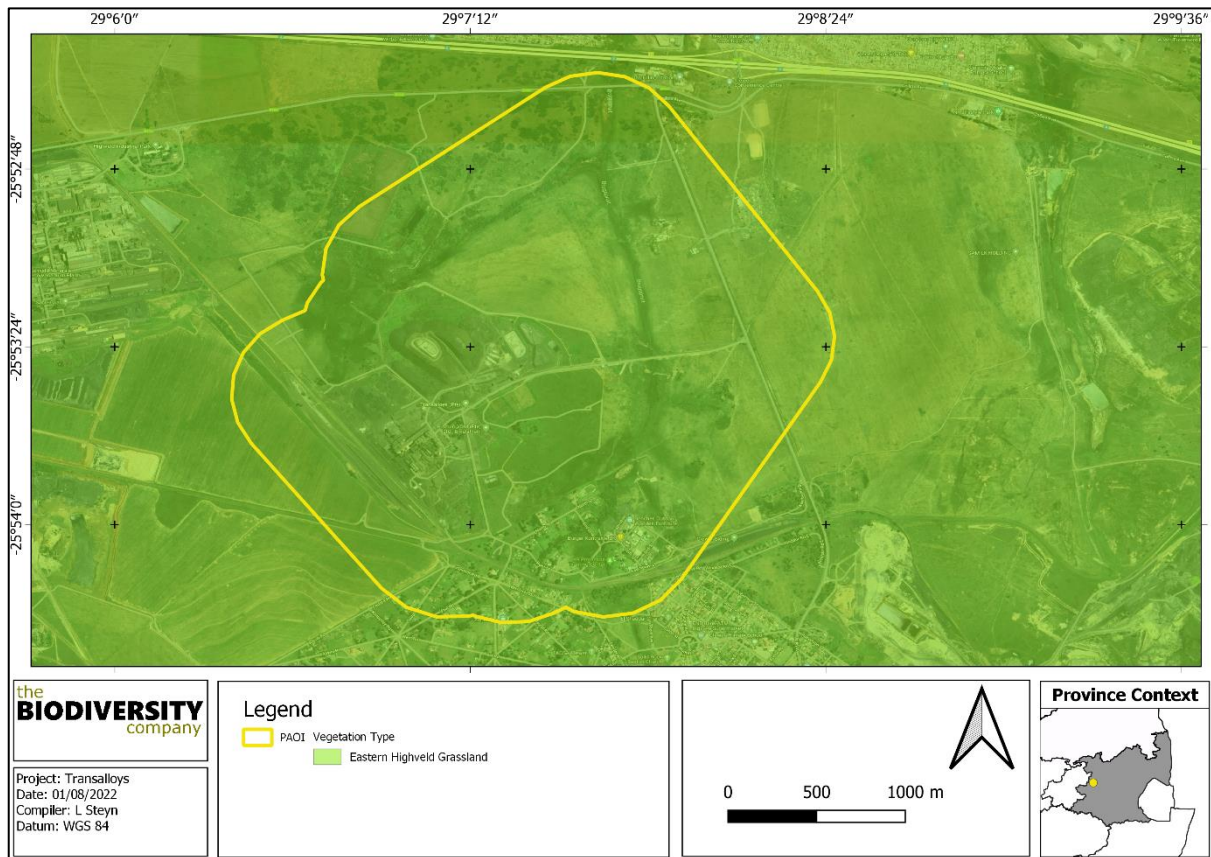 29°6'0"
29°7'12"
29°8'24"
29°9'36"
-25°52'48"
-25°53'24"
-25°54'0"
the
BIODIVERSITY
company
Project: Transalloys
Date: 01/08/2022
Compiler: L Steyn
Datum: WGS 84
Legend
PAOI Vegetation Type
Eastern Highveld Grassland
0 500 1000 m
Province Context